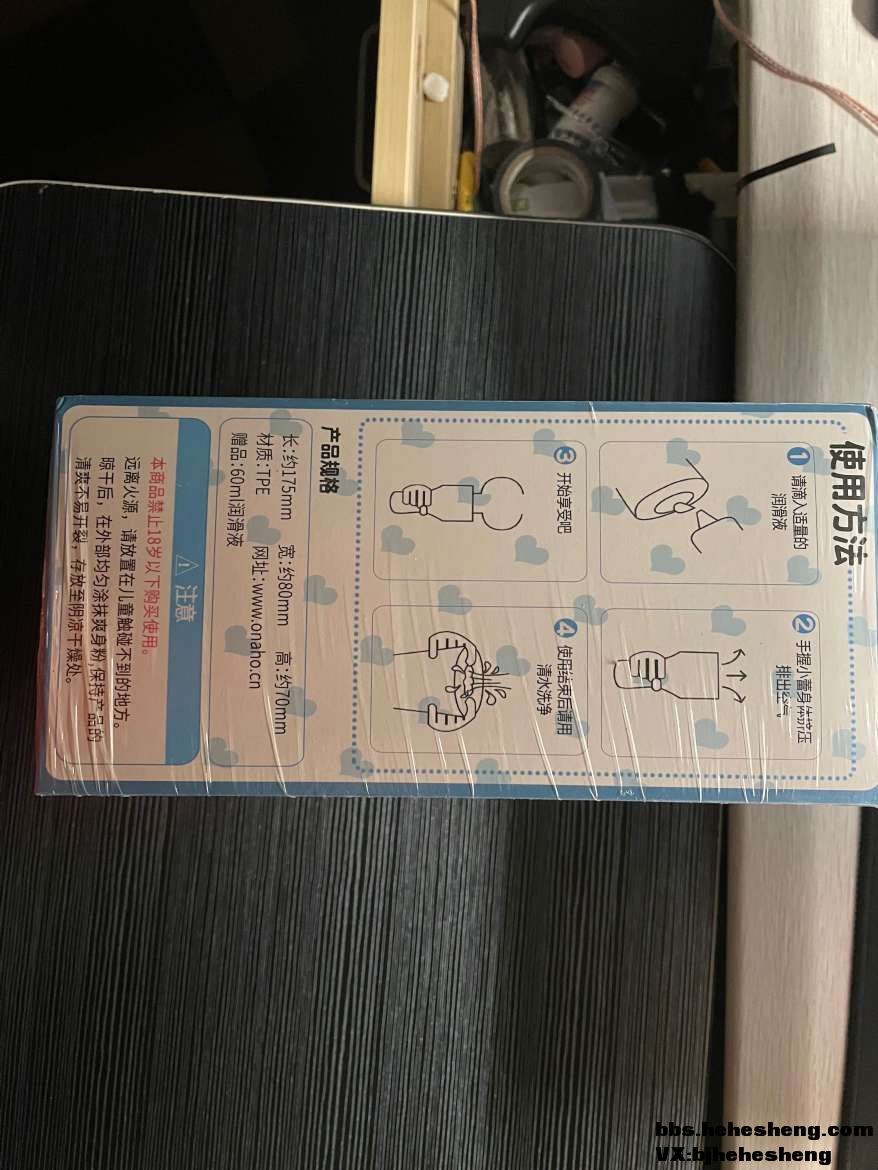 使用方法
1 请滴入适量的
润滑液
2 手握小蕾身体挤压
排出空气
3 开始享受吧
4 使用结束后请用
清水洗净
产品规格
长:约175mm 宽:约80mm 高:约70mm
材质:TPE 网址:www.onaho.cn
赠品:60ml润滑液
注意
本商品禁止18岁以下购买使用。
远离火源，请放置在儿童触碰不到的地方。
晾干后，在外部均匀涂抹爽身粉,保持产品的
清爽不易开裂，存放至阴凉干燥处。
bbs.hehesheng.com
VX:bjhehesheng